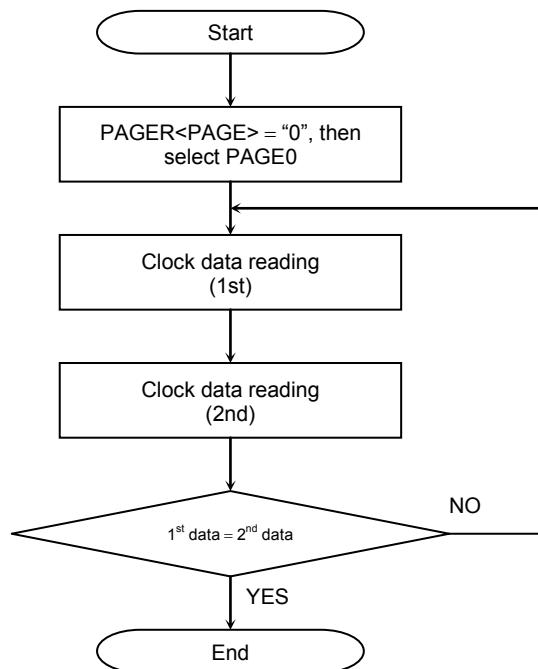 Start
PAGER<PAGE> = “0”, then
select PAGE0
Clock data reading
(1st)
Clock data reading
(2nd)
1st data = 2nd data
NO
YES
End